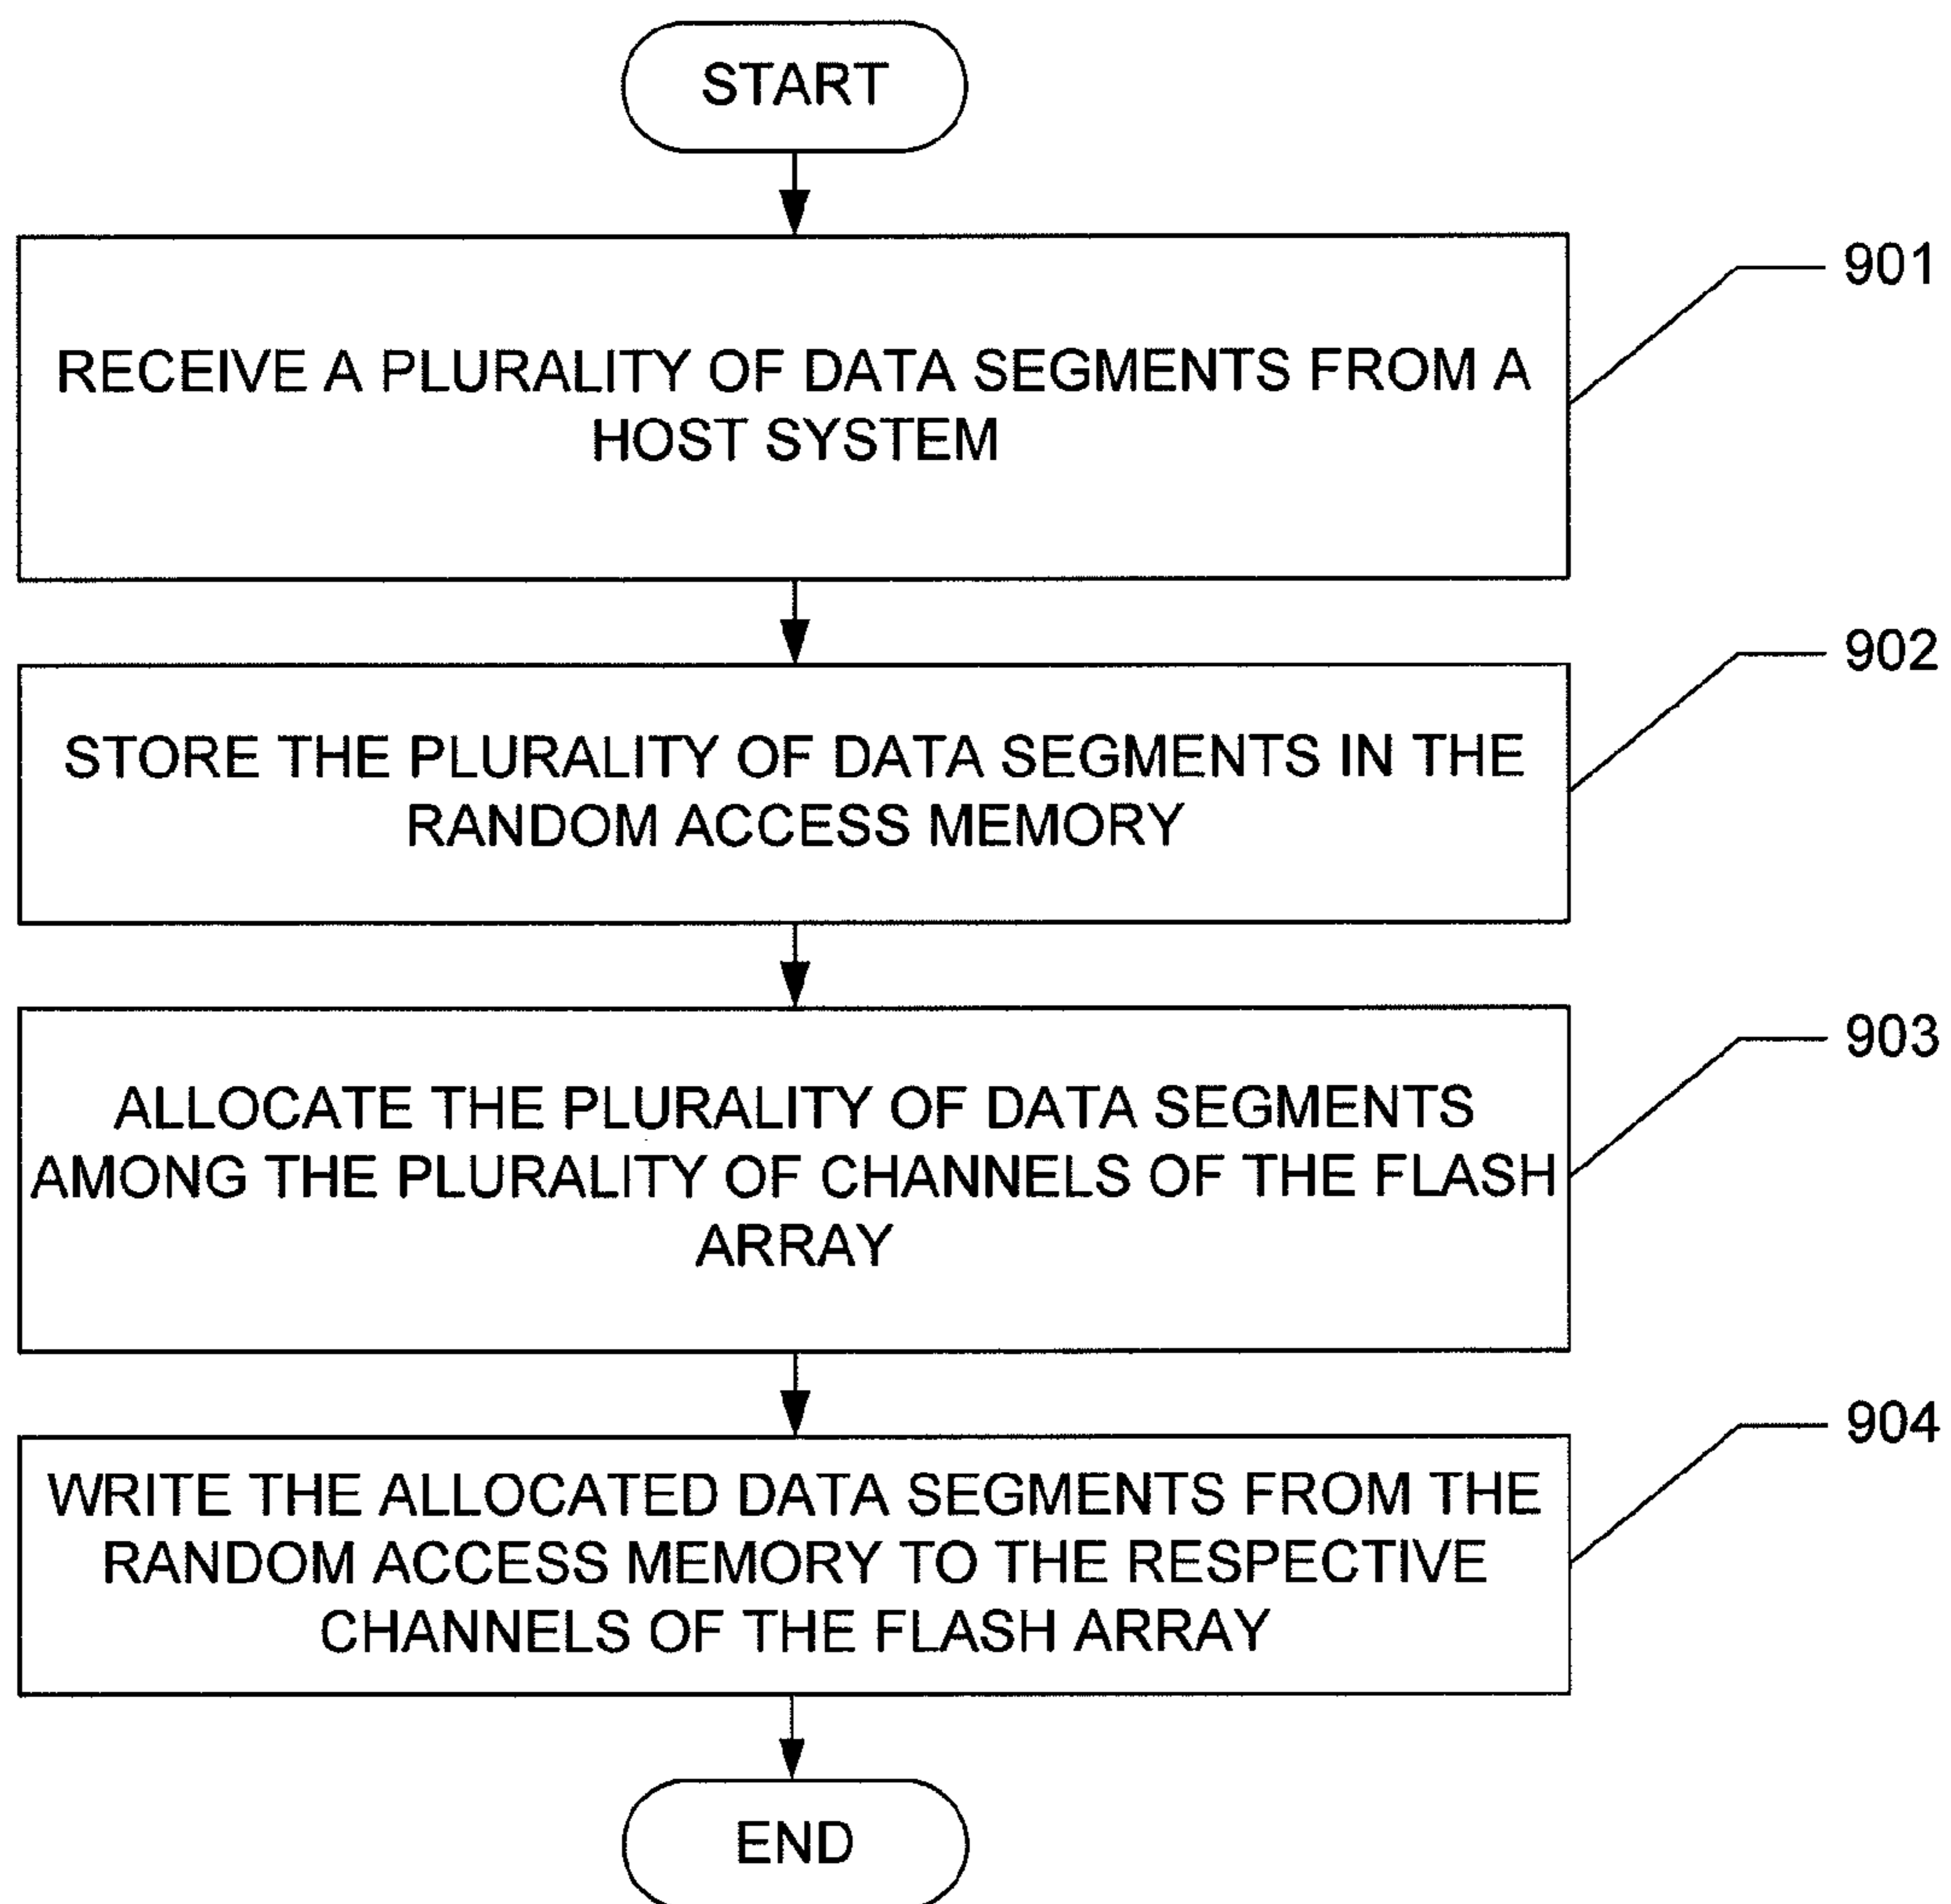 START
901
RECEIVE A PLURALITY OF DATA SEGMENTS FROM A
HOST SYSTEM
902
STORE THE PLURALITY OF DATA SEGMENTS IN THE
RANDOM ACCESS MEMORY
903
ALLOCATE THE PLURALITY OF DATA SEGMENTS
AMONG THE PLURALITY OF CHANNELS OF THE FLASH
ARRAY
904
WRITE THE ALLOCATED DATA SEGMENTS FROM THE
RANDOM ACCESS MEMORY TO THE RESPECTIVE
CHANNELS OF THE FLASH ARRAY
END